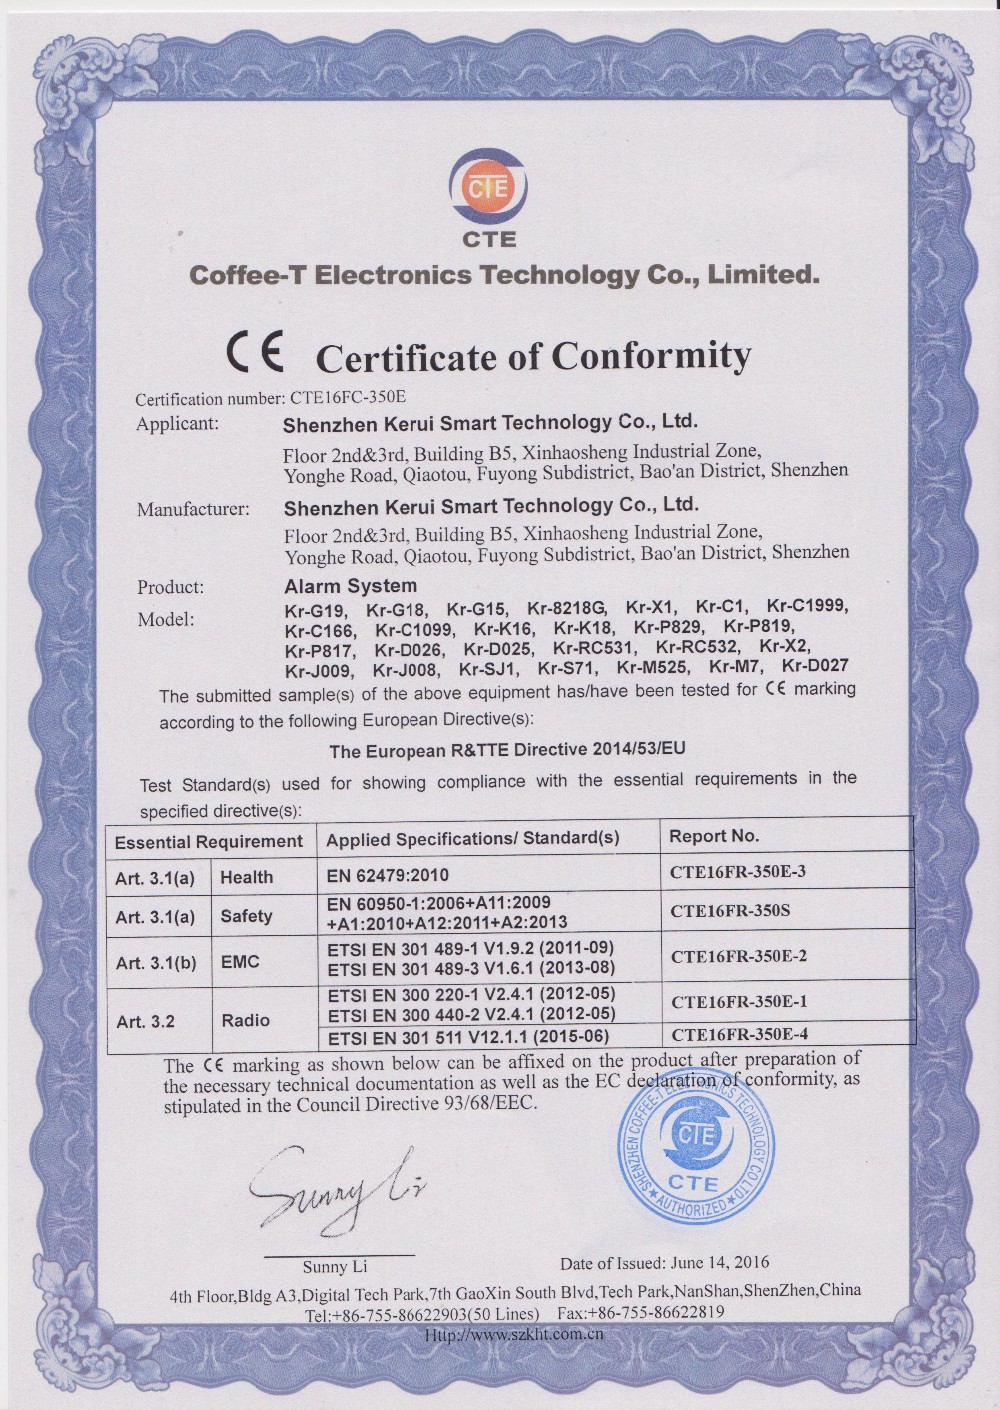 CTE
CTE
Coffee-T Electronics Technology Co., Limited.
CE Certificate of Conformity
Certification number: CTE16FC-350E
Applicant: Shenzhen Kerui Smart Technology Co., Ltd.
Floor 2nd&3rd, Building B5, Xinhaosheng Industrial Zone,
Yonghe Road, Qiaotou, Fuyong Subdistrict, Bao'an District, Shenzhen
Manufacturer: Shenzhen Kerui Smart Technology Co., Ltd.
Floor 2nd&3rd, Building B5, Xinhaosheng Industrial Zone,
Yonghe Road, Qiaotou, Fuyong Subdistrict, Bao'an District, Shenzhen
Product: Alarm System
Model: Kr-G19, Kr-G18, Kr-G15, Kr-8218G, Kr-X1, Kr-C1, Kr-C1999,
Kr-C166, Kr-C1099, Kr-K16, Kr-K18, Kr-P829, Kr-P819,
Kr-P817, Kr-D026, Kr-D025, Kr-RC531, Kr-RC532, Kr-X2,
Kr-J009, Kr-J008, Kr-SJ1, Kr-S71, Kr-M525, Kr-M7, Kr-D027
The submitted sample(s) of the above equipment has/have been tested for CE marking
according to the following European Directive(s):
The European R&TTE Directive 2014/53/EU
Test Standard(s) used for showing compliance with the essential requirements in the
specified directive(s):
Essential Requirement Applied Specifications/ Standard(s) Report No.
Art. 3.1(a) Health EN 62479:2010 CTE16FR-350E-3
Art. 3.1(a) Safety EN 60950-1:2006+A11:2009
+A1:2010+A12:2011+A2:2013 CTE16FR-350S
Art. 3.1(b) EMC ETSI EN 301 489-1 V1.9.2 (2011-09)
ETSI EN 301 489-3 V1.6.1 (2013-08) CTE16FR-350E-2
Art. 3.2 Radio ETSI EN 300 220-1 V2.4.1 (2012-05)
ETSI EN 300 440-2 V2.4.1 (2012-05) CTE16FR-350E-1
ETSI EN 301 511 V12.1.1 (2015-06) CTE16FR-350E-4
The CE marking as shown below can be affixed on the product after preparation of
the necessary technical documentation as well as the EC declaration of conformity, as
stipulated in the Council Directive 93/68/EEC.
SHENZHEN COFFEE-T ELECTRONICS TECHNOLOGY CO LTD
CTE
CTE
★AUTHORIZED★
Sunny Li
Sunny Li
Date of Issued: June 14, 2016
4th Floor,Bldg A3,Digital Tech Park,7th GaoXin South Blvd,Tech Park,NanShan,ShenZhen,China
Tel:+86-755-86622903(50 Lines) Fax:+86-755-86622819
Http://www.szkht.com.cn